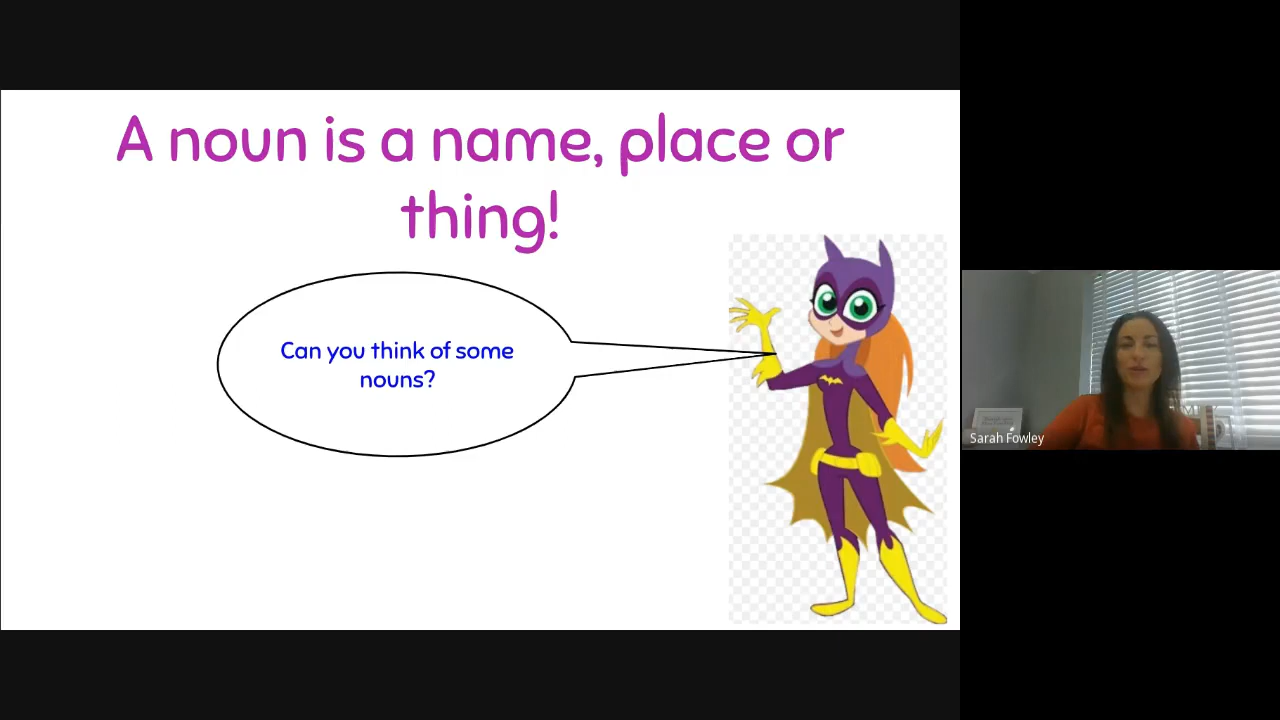 A noun is a name, place or
thing!
Can you think of some
nouns?
Sarah Fowley